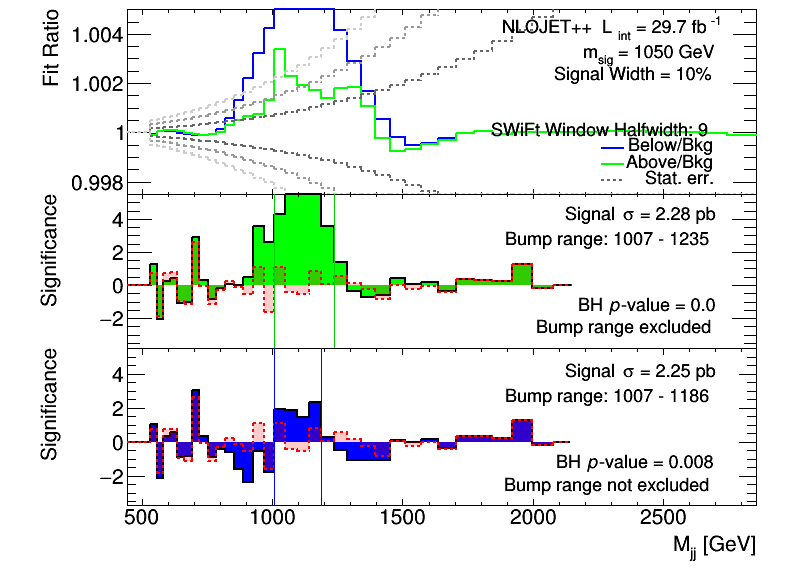 Fit Ratio
1.004
1.002
1
0.998
NLOJET++ L int = 29.7 fb -1
m sig = 1050 GeV
Signal Width = 10%
SWiFt Window Halfwidth: 9
Below/Bkg
Above/Bkg
Stat. err.
Significance
4
2
0
−2
Signal σ = 2.28 pb
Bump range: 1007 - 1235
BH p-value = 0.0
Bump range excluded
Significance
4
2
0
−2
Signal σ = 2.25 pb
Bump range: 1007 - 1186
BH p-value = 0.008
Bump range not excluded
500 1000 1500 2000 2500
M jj [GeV]